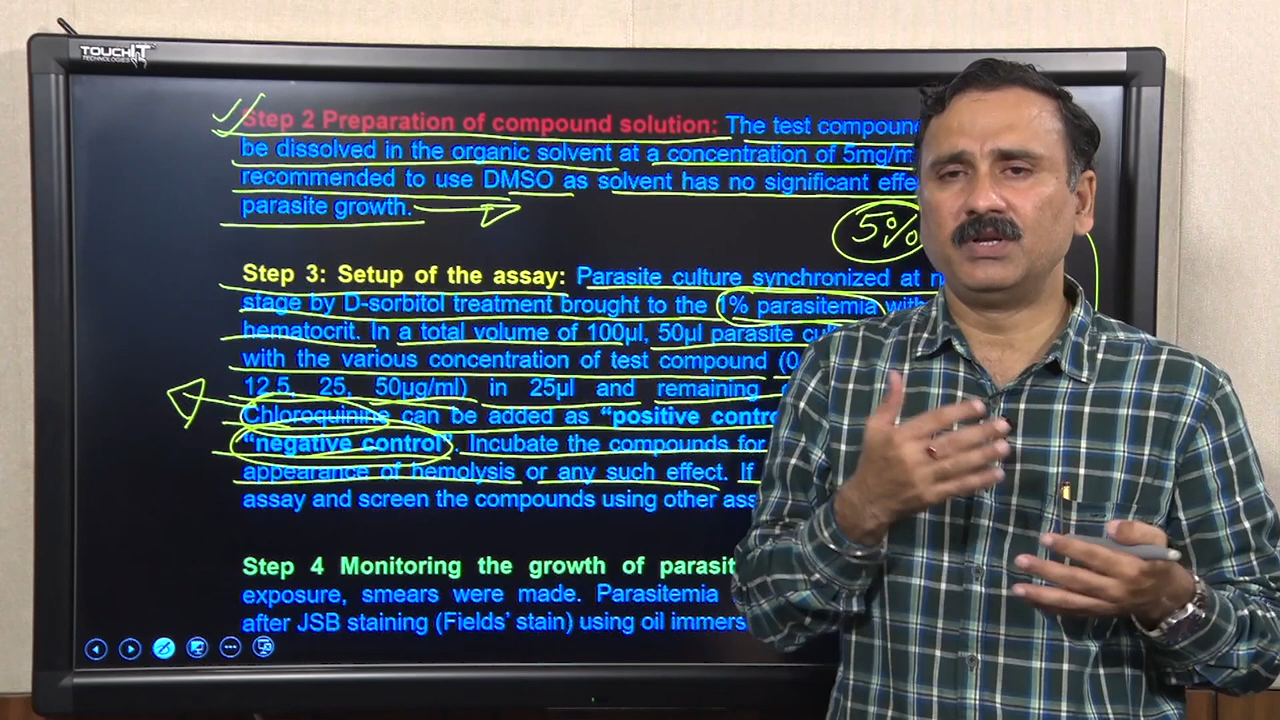 TOUCHIT
TECHNOLOGIES
Step 2 Preparation of compound solution: The test compound
be dissolved in the organic solvent at a concentration of 5mg/m
recommended to use DMSO as solvent has no significant effe
parasite growth.
5%
Step 3: Setup of the assay: Parasite culture synchronized at
stage by D-sorbitol treatment brought to the 1% parasitemia with
hematocrit. In a total volume of 100µl, 50µl parasite
with the various concentration of test compound (0
12.5, 25, 50µg/ml) in 25µl and remaining
Chloroquinine can be added as “positive contro
“negative control”. Incubate the compounds for
appearance of hemolysis or any such effect. If
assay and screen the compounds using other
Step 4 Monitoring the growth of parasit
exposure, smears were made. Parasitemia
after JSB staining (Fields’ stain) using oil immers